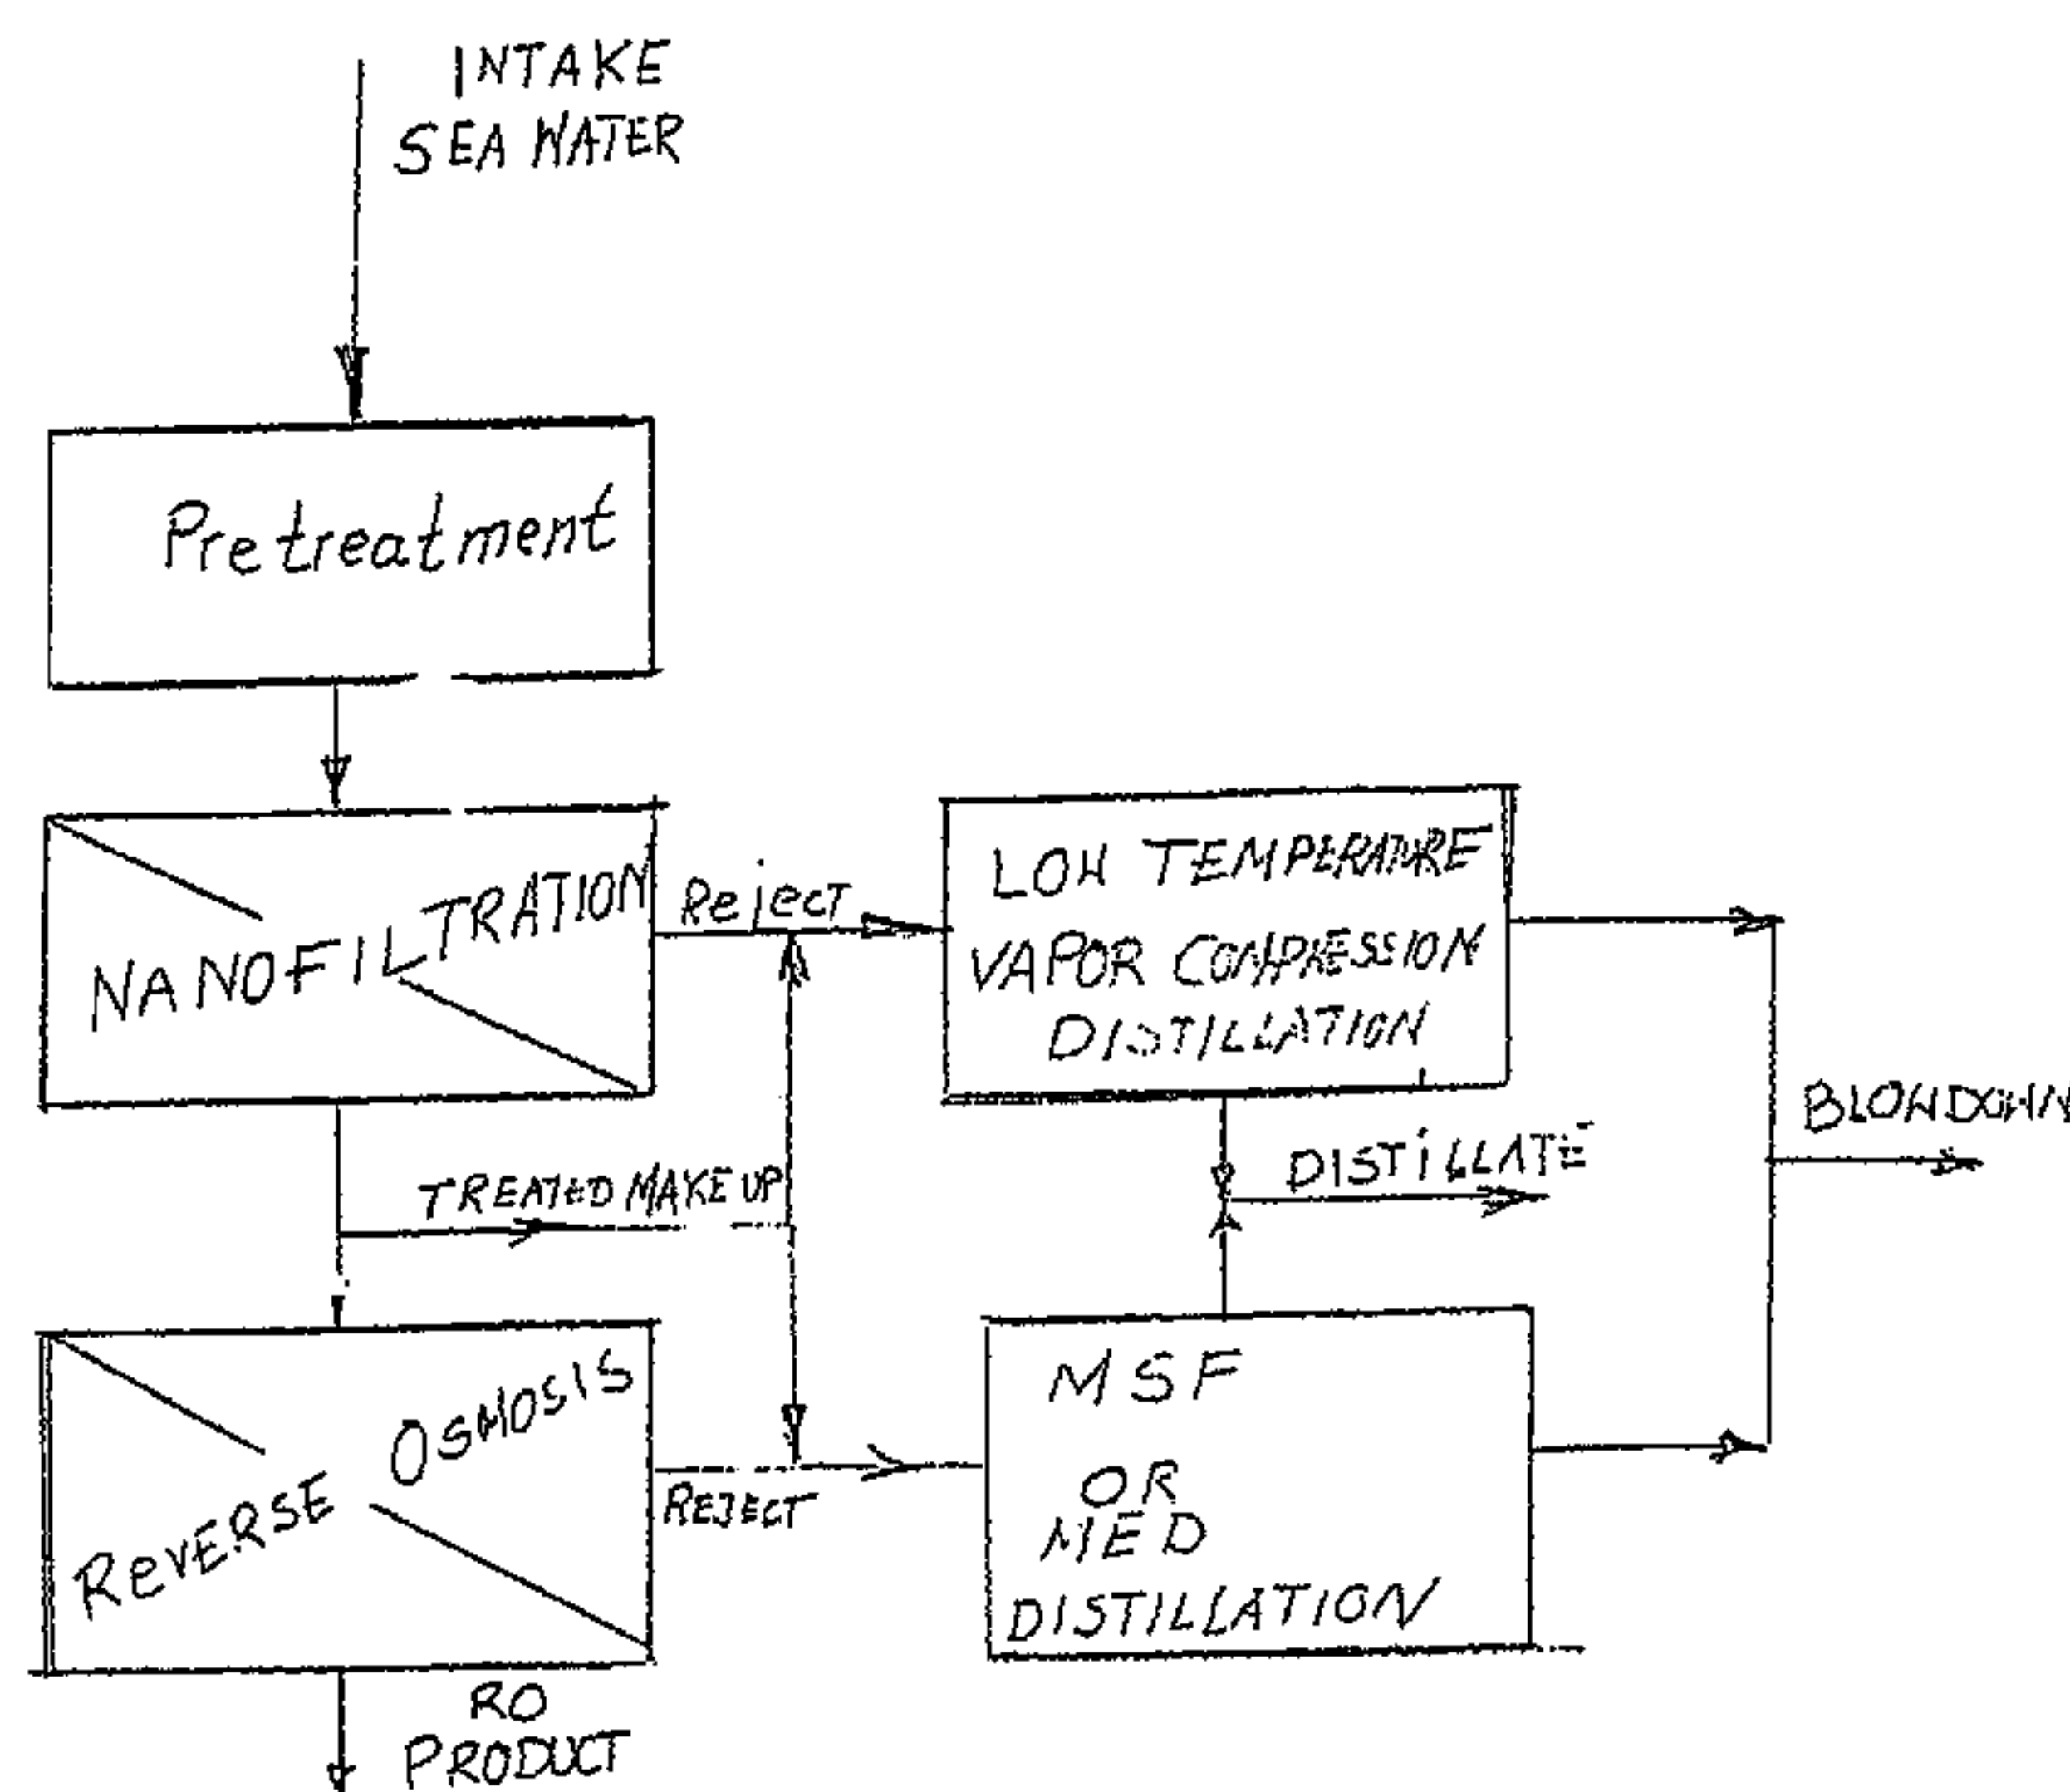 INTAKE
SEA WATER
Pretreatment
NANOFILTRATION
Reject
LOW TEMPERATURE
VAPOR COMPRESSION
DISTILLATION
BLOWDOWN
DISTILLATE
TREATED MAKE UP
REVERSE OSMOSIS
REJECT
MSF
OR
MED
DISTILLATION
RO
PRODUCT